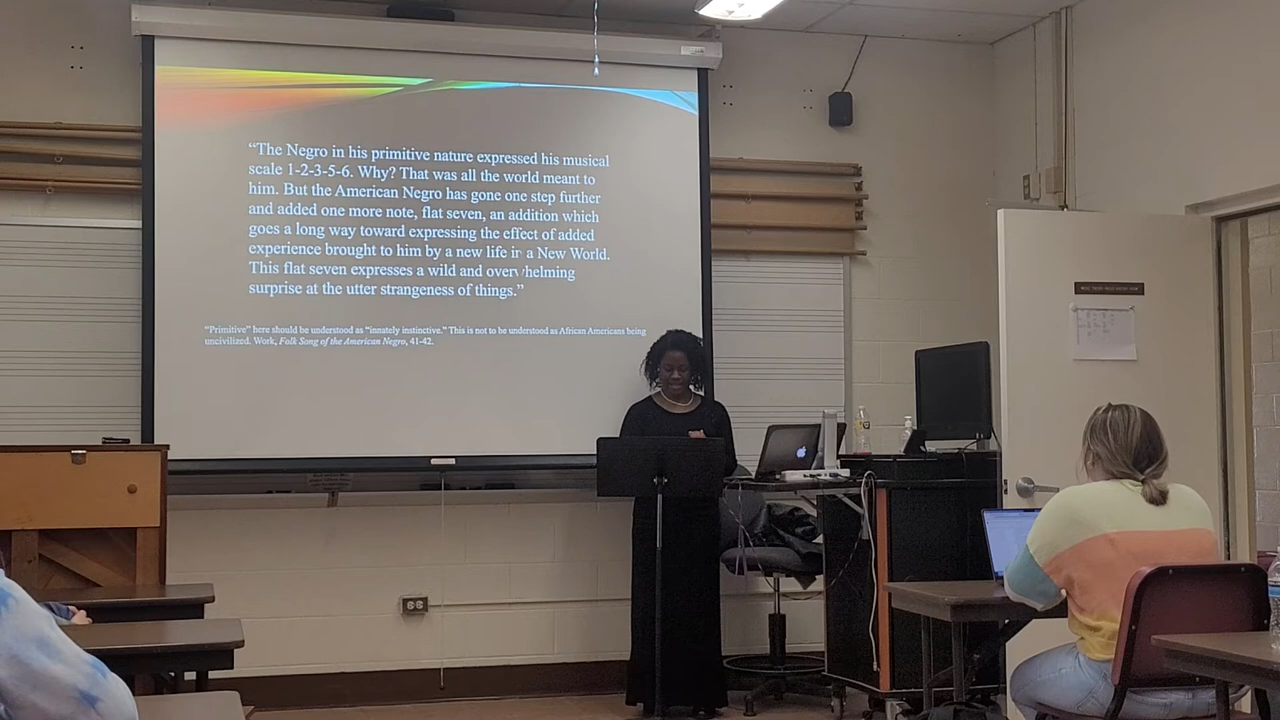 “The Negro in his primitive nature expressed his musical
scale 1-2-3-5-6. Why? That was all the world meant to
him. But the American Negro has gone one step further
and added one more note, flat seven, an addition which
goes a long way toward expressing the effect of added
experience brought to him by a new life in a New World.
This flat seven expresses a wild and overwhelming
surprise at the utter strangeness of things.”
“Primitive” here should be understood as “innately instinctive.” This is not to be understood as African Americans being
uncivilized. Work, Folk Song of the American Negro, 41-42.